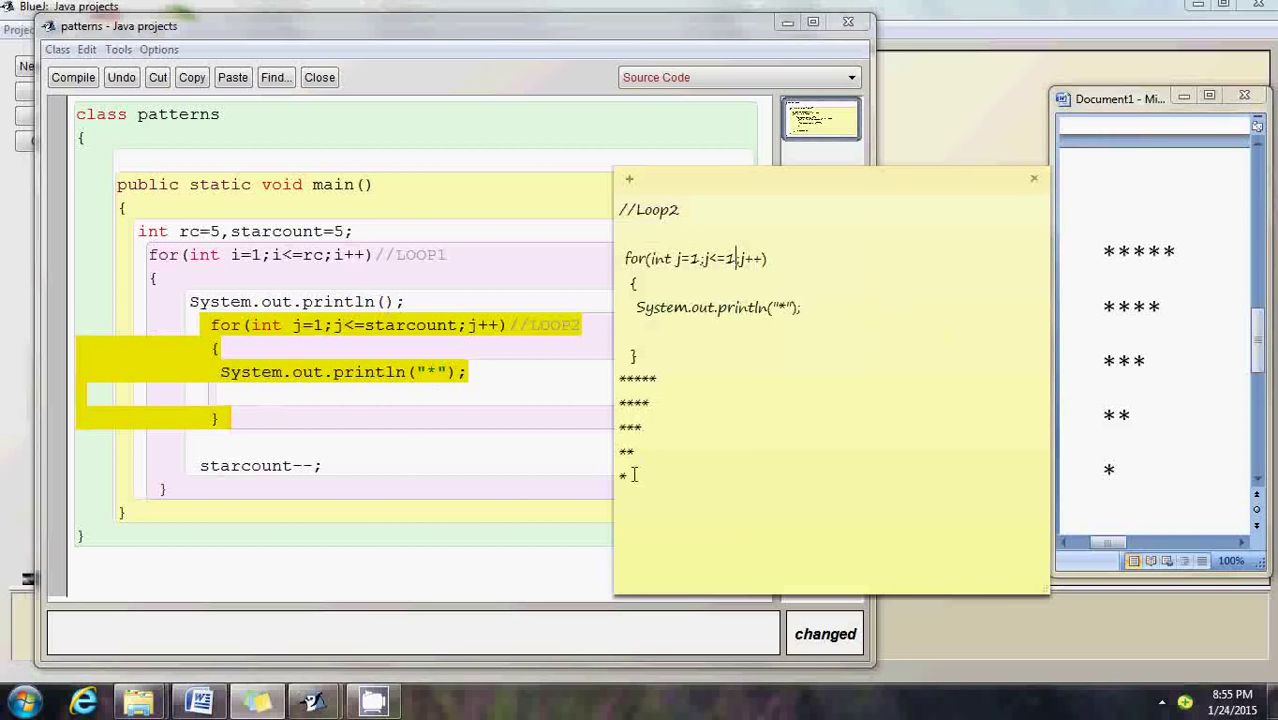 BlueJ: Java projects
Proje
patterns - Java projects
Class Edit Tools Options
Compile Undo Cut Copy Paste Find... Close Source Code
class patterns
{
public static void main()
{
int rc=5,starcount=5;
for(int i=1;i<=rc;i++)//LOOP1
{
System.out.println();
for(int j=1;j<=starcount;j++)//LOOP2
{
System.out.println("*");
}
starcount--;
}
}
}
changed
+
//Loop2
for(int j=1;j<=1;j++)
{
System.out.println("*");
}
*****
****
***
**
*
Document1 - Mi...
*****
****
***
**
*
100%
8:55 PM
1/24/2015